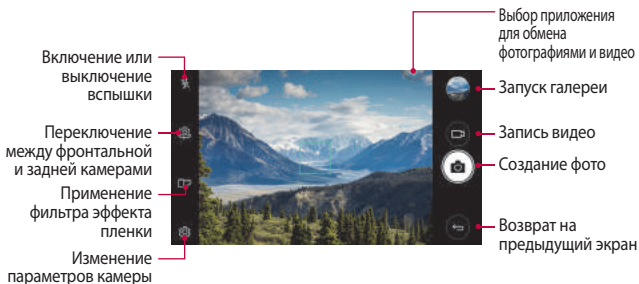 Включение или
выключение
вспышки
Переключение
между фронтальной
и задней камерами
Применение
фильтра эффекта
пленки
Изменение
параметров камеры
Выбор приложения
для обмена
фотографиями и видео
Запуск галереи
Запись видео
Создание фото
Возврат на
предыдущий экран